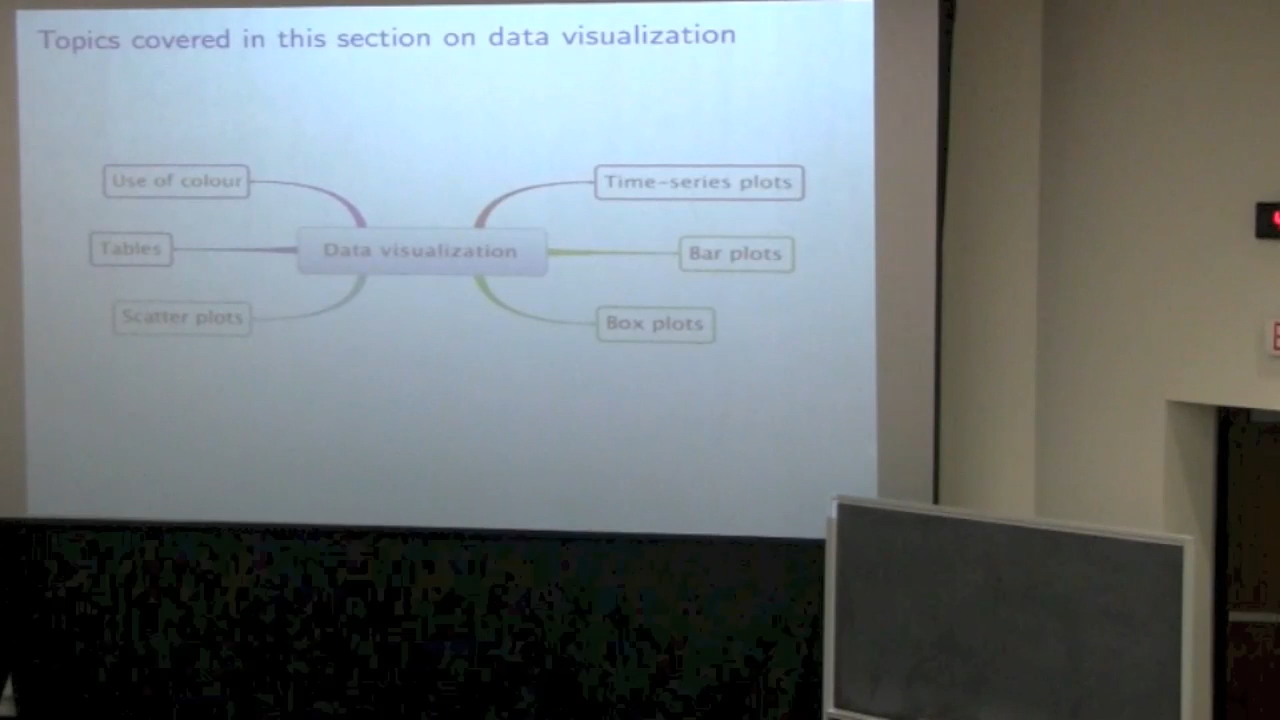 Topics covered in this section on data visualization
Use of colour
Time-series plots
Tables
Data visualization
Bar plots
Scatter plots
Box plots